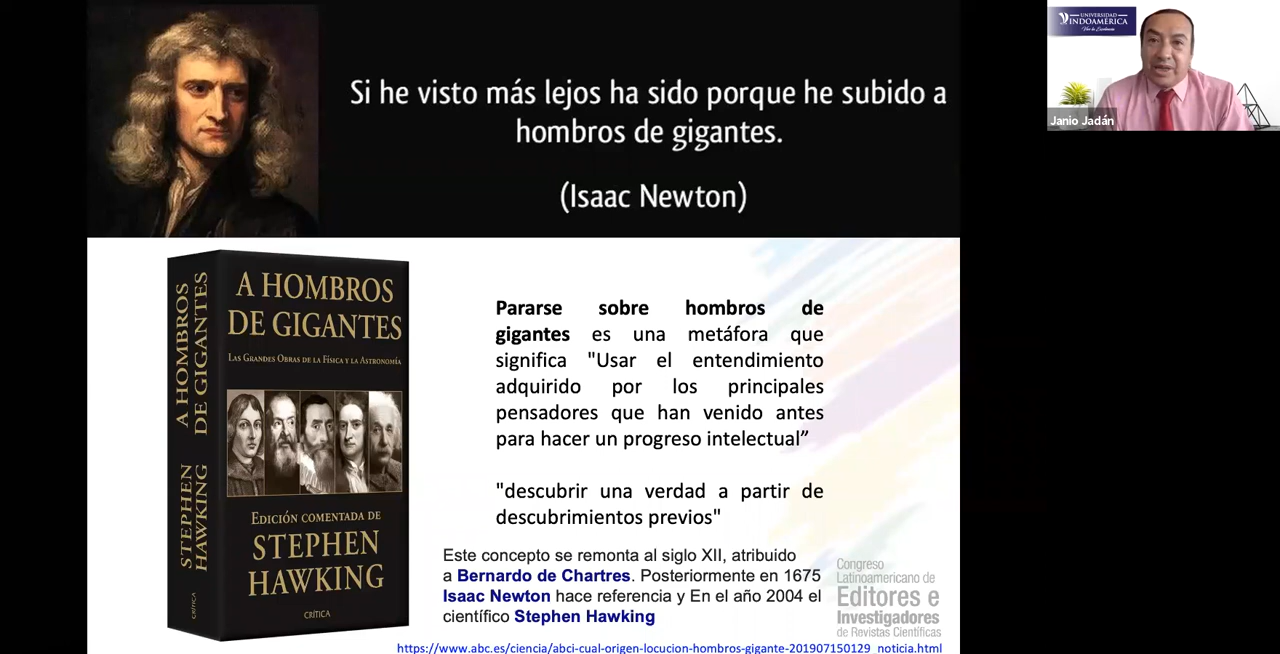 Si he visto más lejos ha sido porque he subido a
hombros de gigantes.
(Isaac Newton)
UNIVERSIDAD
INDOAMÉRICA
Janio Jadán
A HOMBROS
DE GIGANTES
STEPHEN
HAWKING
CRÍTICA
A HOMBROS
DE GIGANTES
LAS GRANDES OBRAS DE LA FÍSICA Y LA ASTRONOMÍA
EDICIÓN COMENTADA DE
STEPHEN
HAWKING
CRÍTICA
Pararse sobre hombros de
gigantes es una metáfora que
significa "Usar el entendimiento
adquirido por los principales
pensadores que han venido antes
para hacer un progreso intelectual”
"descubrir una verdad a partir de
descubrimientos previos"
Este concepto se remonta al siglo XII, atribuido
a Bernardo de Chartres. Posteriormente en 1675
Isaac Newton hace referencia y En el año 2004 el
científico Stephen Hawking
Congreso
Latinoamericano de
Editores e
Investigadores
de Revistas Científicas
https://www.abc.es/ciencia/abci-cual-origen-locucion-hombros-gigante-201907150129_noticia.html